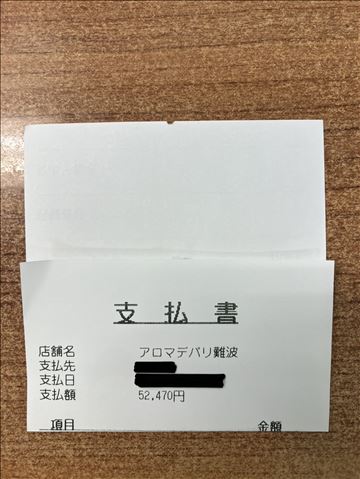 支払書
店舗名 アロマデパリ難波
支払先
支払日
支払額 52,470円
項目 金額